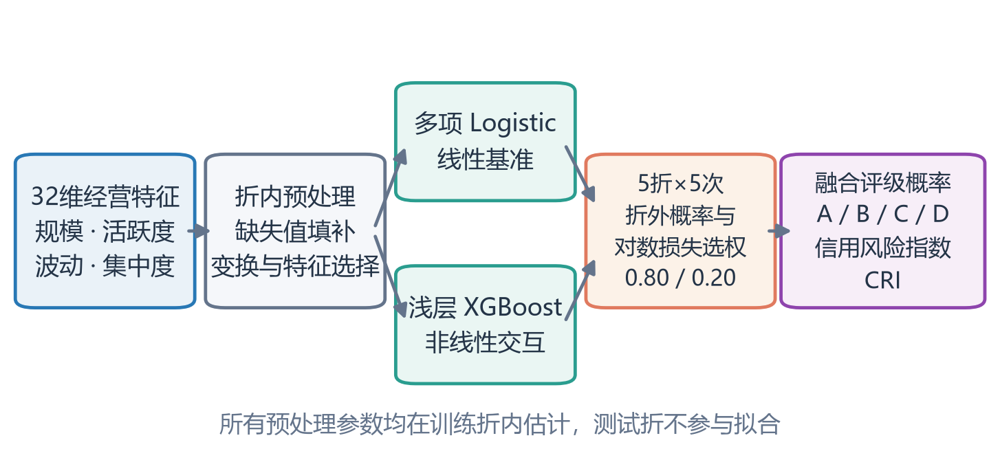 32维经营特征
规模 · 活跃度
波动 · 集中度
折内预处理
缺失值填补
变换与特征选择
多项 Logistic
线性基准
浅层 XGBoost
非线性交互
5折×5次
折外概率与
对数损失选权
0.80 / 0.20
融合评级概率
A / B / C / D
信用风险指数
CRI
所有预处理参数均在训练折内估计，测试折不参与拟合